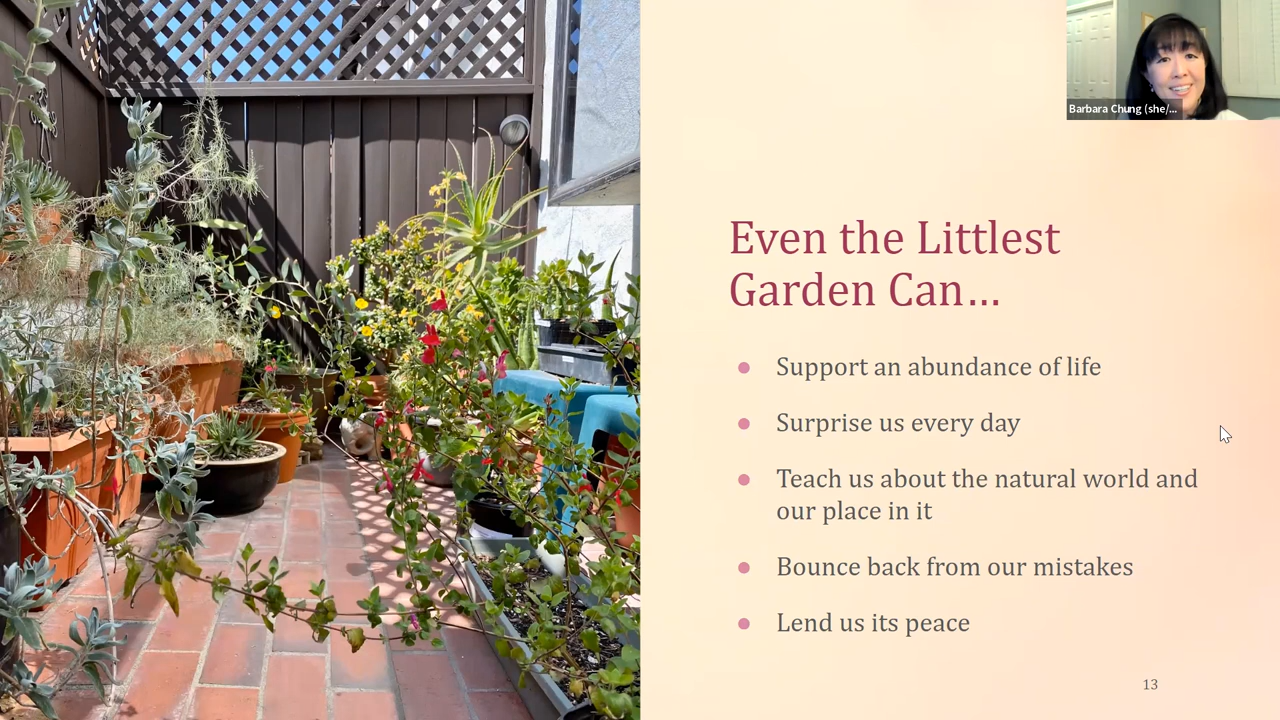 Barbara Chung (she/...
Even the Littlest
Garden Can...
Support an abundance of life
Surprise us every day
Teach us about the natural world and
our place in it
Bounce back from our mistakes
Lend us its peace
13